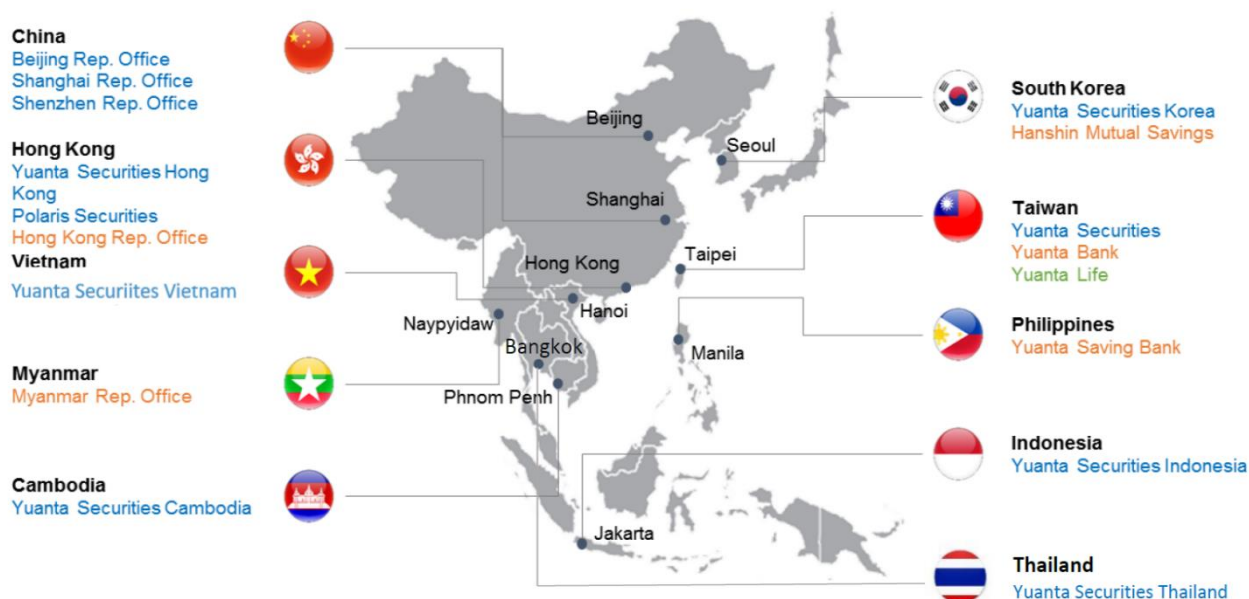 China
Beijing Rep. Office
Shanghai Rep. Office
Shenzhen Rep. Office
Hong Kong
Yuanta Securities Hong
Kong
Polaris Securities
Hong Kong Rep. Office
Vietnam
Yuanta Securiites Vietnam
Myanmar
Myanmar Rep. Office
Cambodia
Yuanta Securities Cambodia
Beijing
Seoul
Shanghai
Taipei
Hong Kong
Hanoi
Naypyidaw
Bangkok
Manila
Phnom Penh
Jakarta
South Korea
Yuanta Securities Korea
Hanshin Mutual Savings
Taiwan
Yuanta Securities
Yuanta Bank
Yuanta Life
Philippines
Yuanta Saving Bank
Indonesia
Yuanta Securities Indonesia
Thailand
Yuanta Securities Thailand